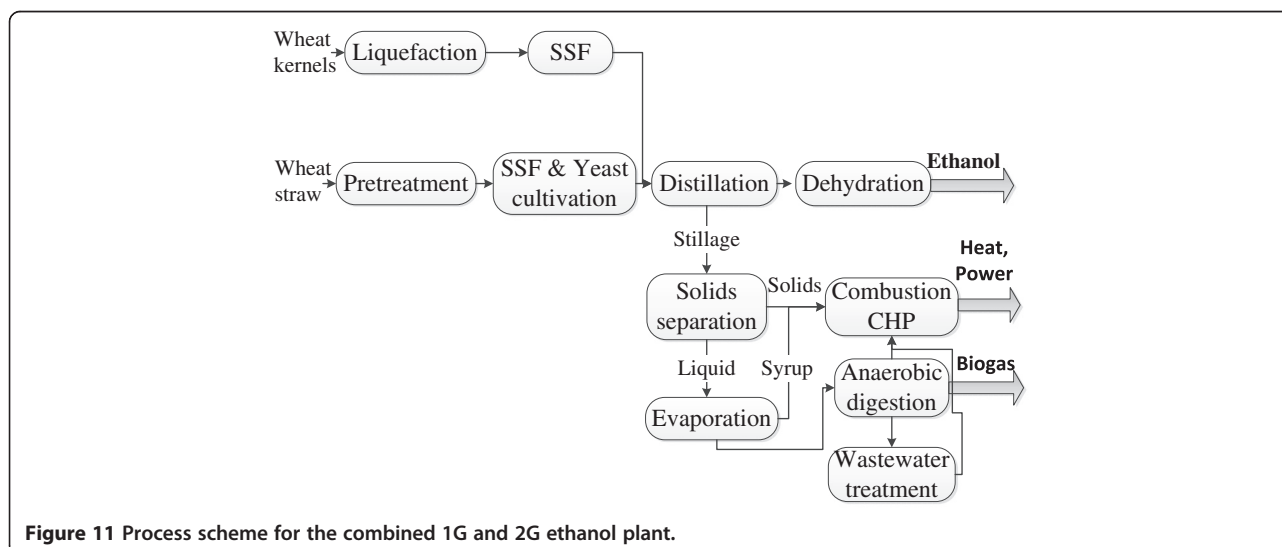 Wheat
kernels
Liquefaction
SSF
Wheat
straw
Pretreatment
SSF & Yeast
cultivation
Distillation
Dehydration
Ethanol
Stillage
Solids
separation
Solids
Combustion
CHP
Heat,
Power
Liquid
Syrup
Anaerobic
digestion
Biogas
Evaporation
Wastewater
treatment
Figure 11 Process scheme for the combined 1G and 2G ethanol plant.